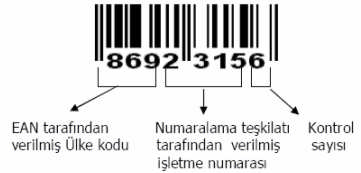 8692 3156
EAN tarafından
verilmiş Ülke kodu
Numaralama teşkilatı
tarafından verilmiş
işletme numarası
Kontrol
sayısı